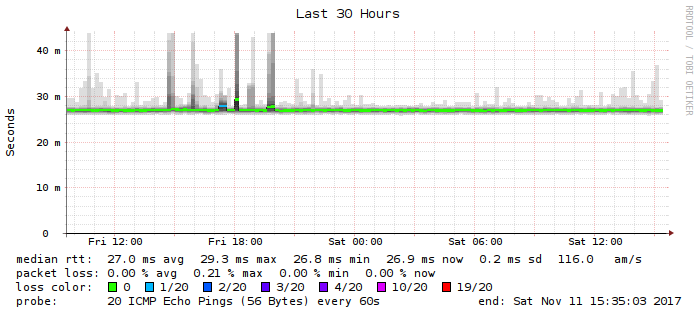 Last 30 Hours
RRDTOOL / TOBI OETIKER
Seconds
40 m
30 m
20 m
10 m
0
Fri 12:00 Fri 18:00 Sat 00:00 Sat 06:00 Sat 12:00
median rtt: 27.0 ms avg 29.3 ms max 26.8 ms min 26.9 ms now 0.2 ms sd 116.0 am/s
packet loss: 0.00 % avg 0.21 % max 0.00 % min 0.00 % now
loss color: 0 1/20 2/20 3/20 4/20 10/20 19/20
probe: 20 ICMP Echo Pings (56 Bytes) every 60s end: Sat Nov 11 15:35:03 2017